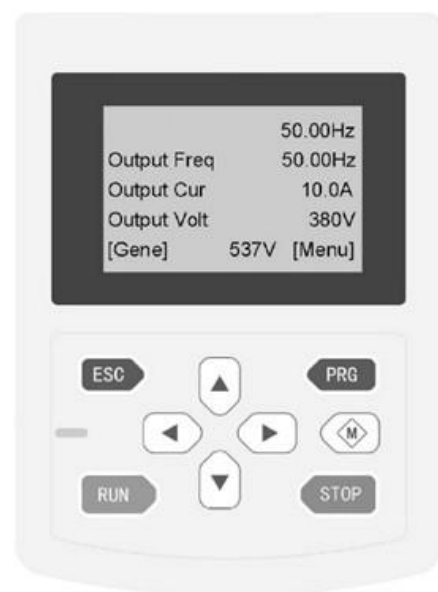 50.00Hz
Output Freq 50.00Hz
Output Cur 10.0A
Output Volt 380V
[Gene] 537V [Menu]
ESC PRG
M
RUN STOP